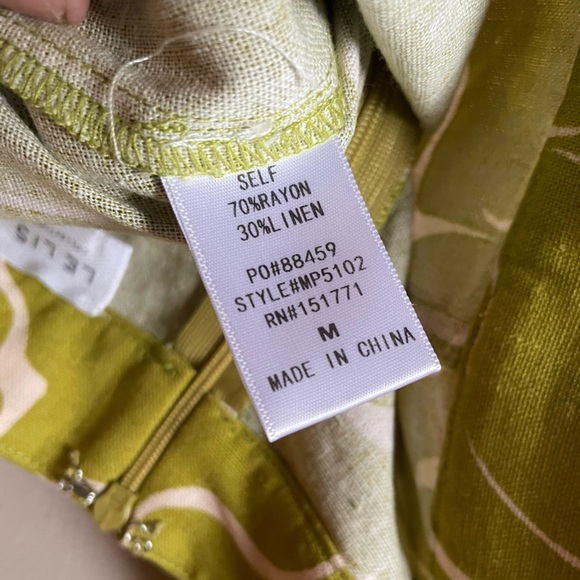 SELF
70%RAYON
30%LINEN
PO#88459
STYLE#MP5102
RN#151771
M
MADE IN CHINA
LE LIS